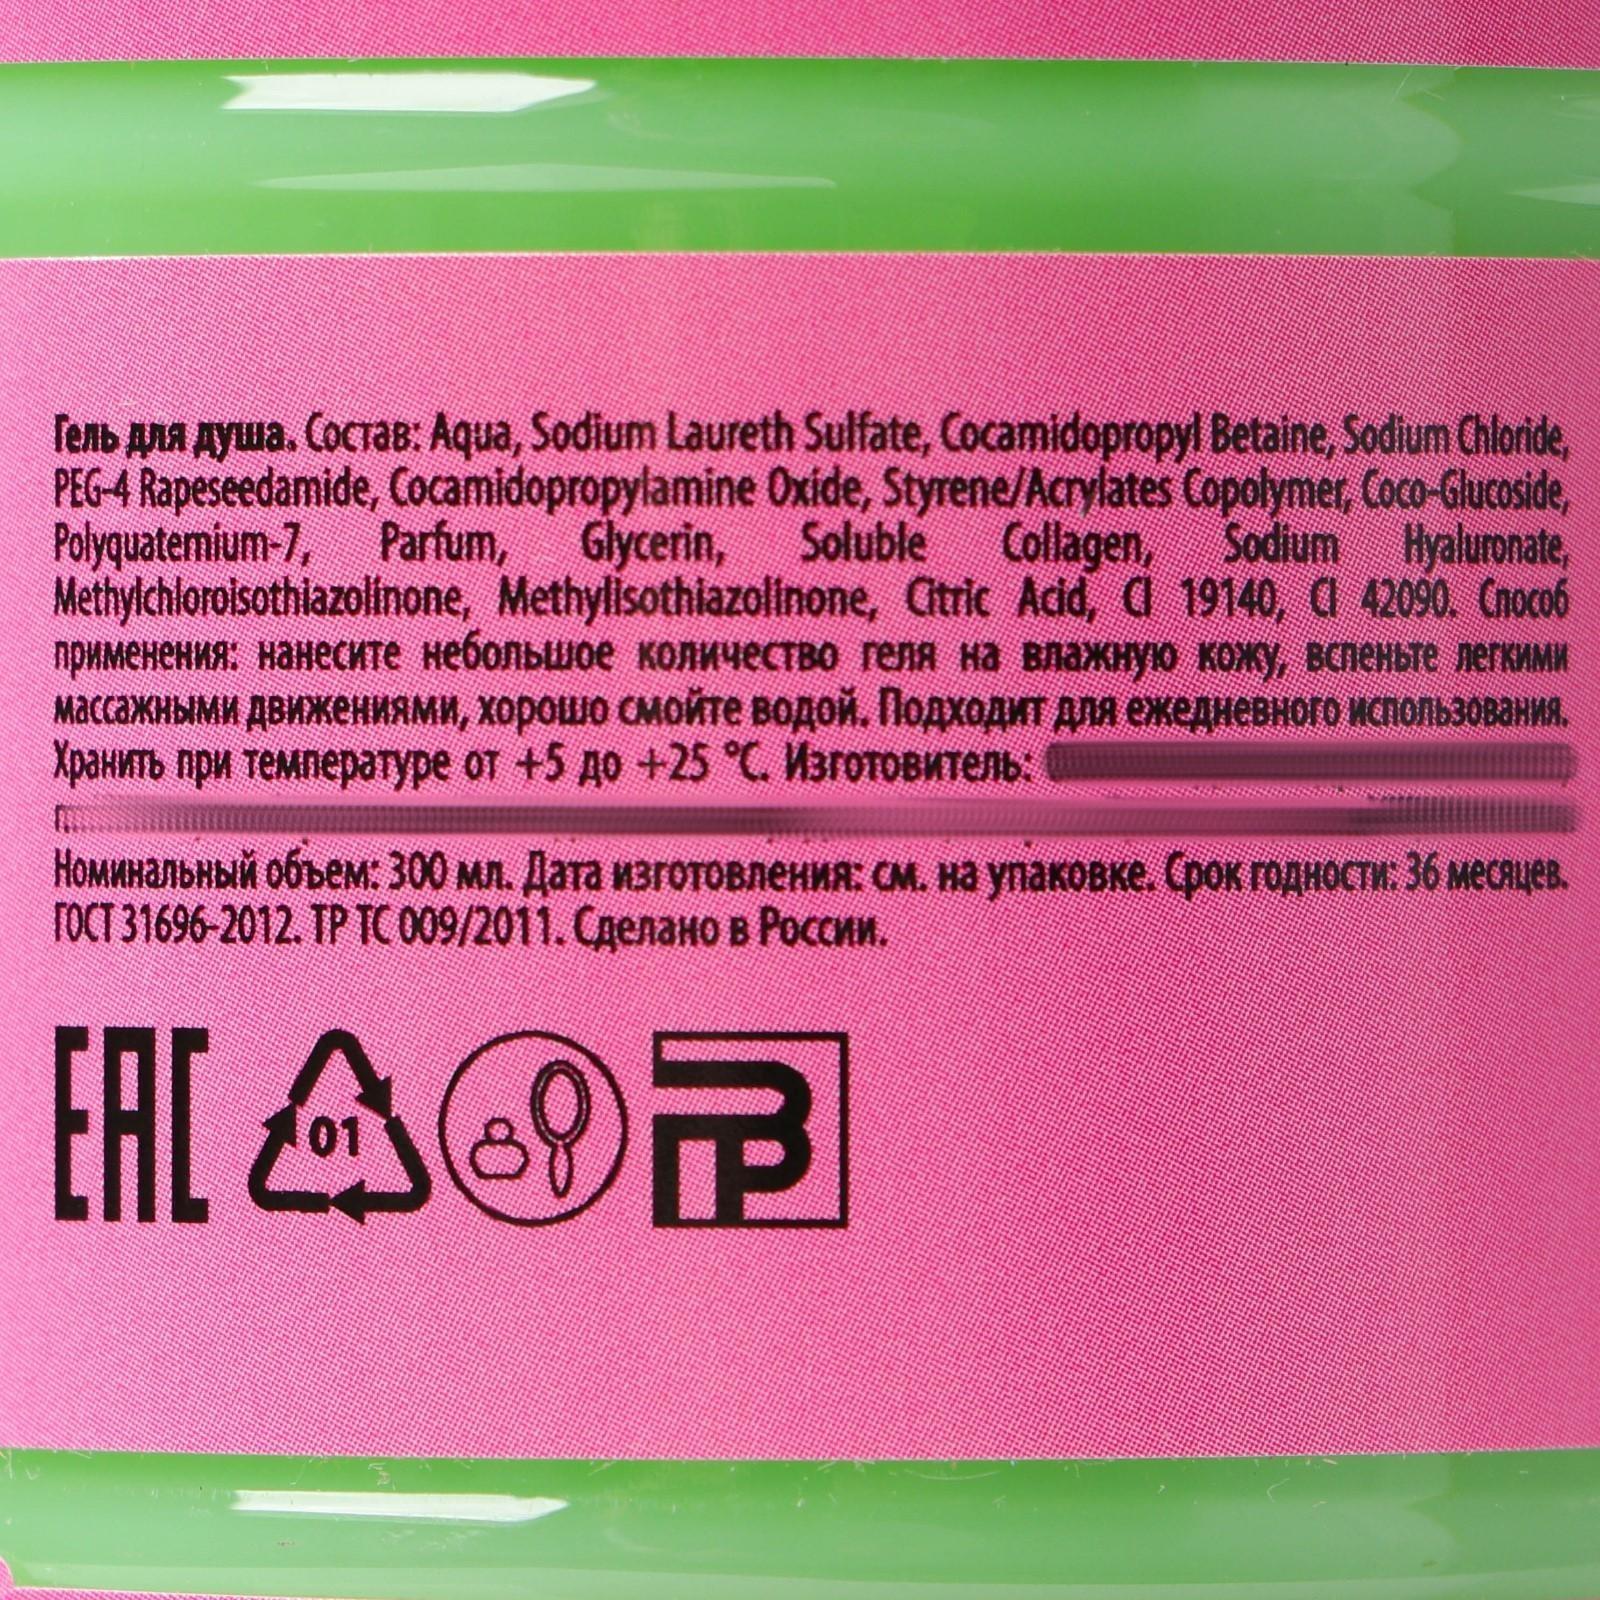 Гель для душа. Состав: Aqua, Sodium Laureth Sulfate, Cocamidopropyl Betaine, Sodium Chloride,
PEG-4 Rapeseedamide, Cocamidopropylamine Oxide, Styrene/Acrylates Copolymer, Coco-Glucoside,
Polyquaternium-7, Parfum, Glycerin, Soluble Collagen, Sodium Hyaluronate,
Methylchloroisothiazolinone, Methylisothiazolinone, Citric Acid, CI 19140, CI 42090. Способ
применения: нанесите небольшое количество геля на влажную кожу, вспеньте легкими
массажными движениями, хорошо смойте водой. Подходит для ежедневного использования.
Хранить при температуре от +5 до +25 °C. Изготовитель:
Номинальный объем: 300 мл. Дата изготовления: см. на упаковке. Срок годности: 36 месяцев.
ГОСТ 31696-2012. ТР ТС 009/2011. Сделано в России.
EAC 01